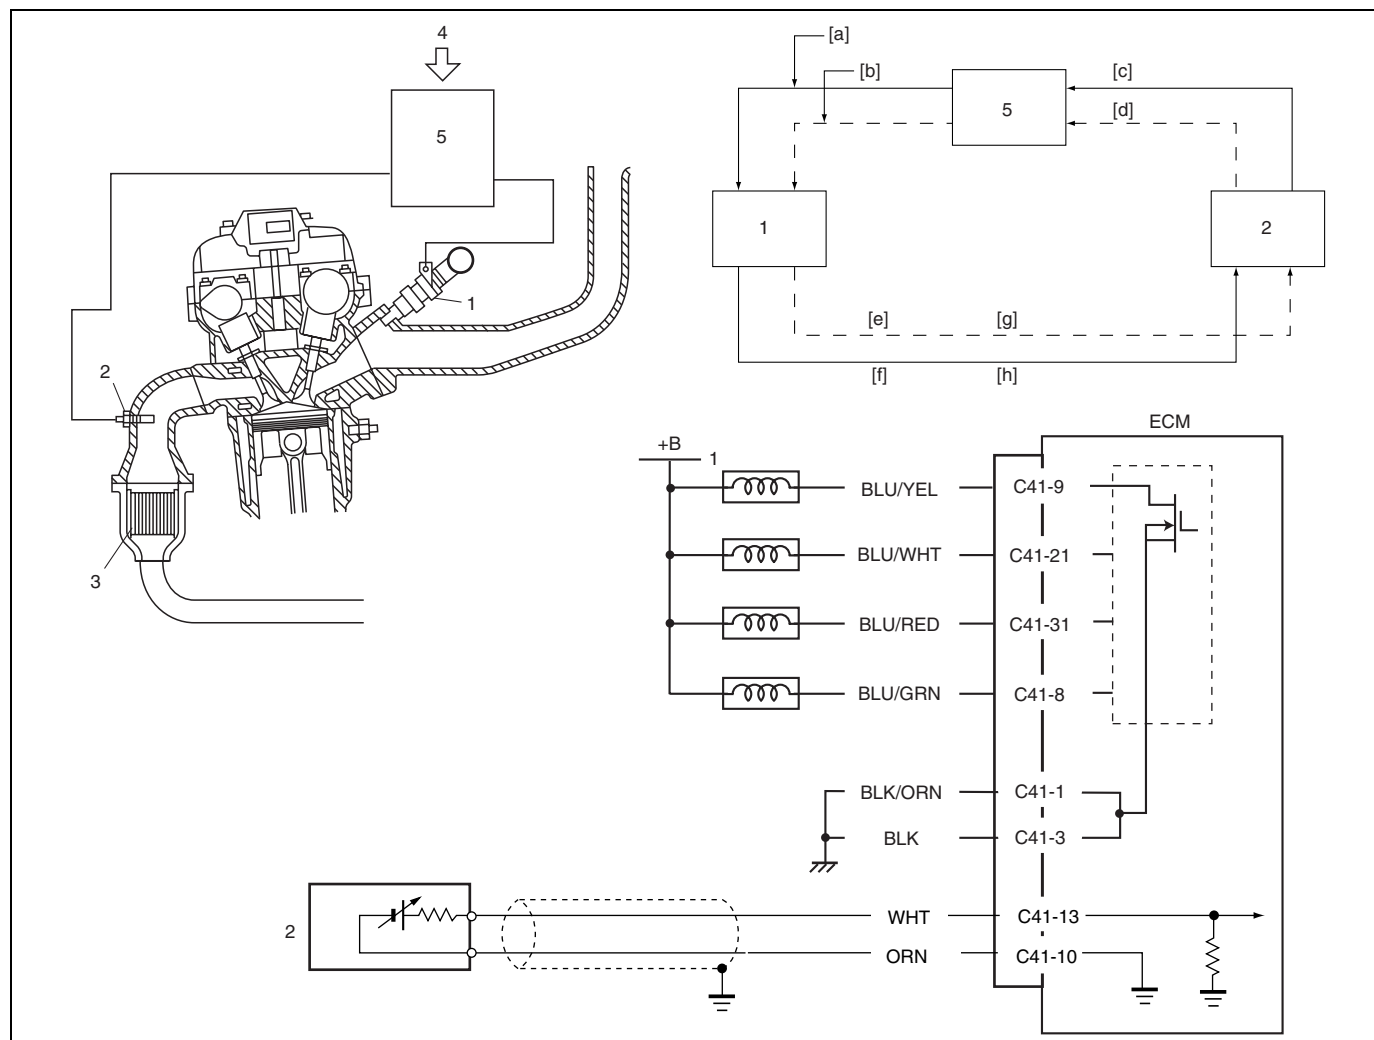 4
5
1
2
3
[a]
[b]
[c]
[d]
5
1
2
[e]
[g]
[f]
[h]
ECM
+B
1
BLU/YEL
C41-9
BLU/WHT
C41-21
BLU/RED
C41-31
BLU/GRN
C41-8
BLK/ORN
C41-1
BLK
C41-3
2
WHT
C41-13
ORN
C41-10